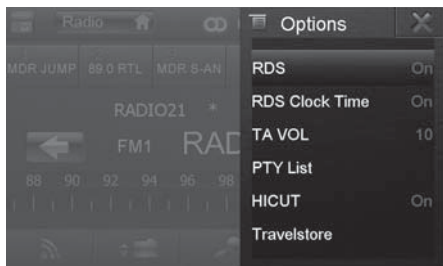 Radio
Options
MDR JUMP 89.0 RTL MDR S-AN
RDS On
RADIO21 *
RDS Clock Time On
FM1 RAD
TA VOL 10
PTY List
88 90 92 94 96 98
HICUT On
Travelstore